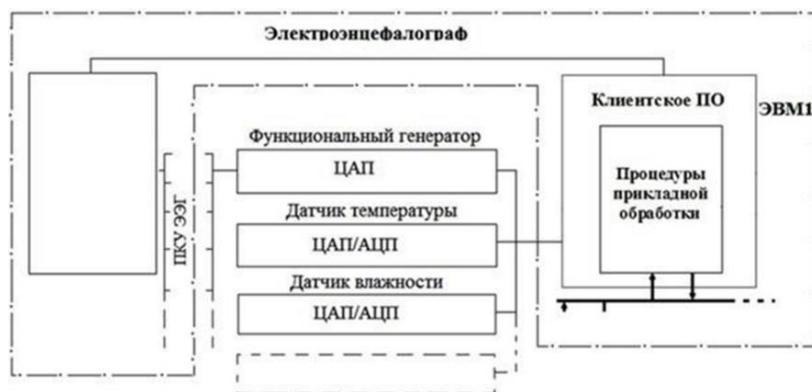 Электроэнцефалограф
Клиентское ПО
ЭВМ1
Функциональный генератор
ЦАП
Процедуры
прикладной
обработки
ПКУ ЭЭГ
Датчик температуры
ЦАП/АЦП
Датчик влажности
ЦАП/АЦП